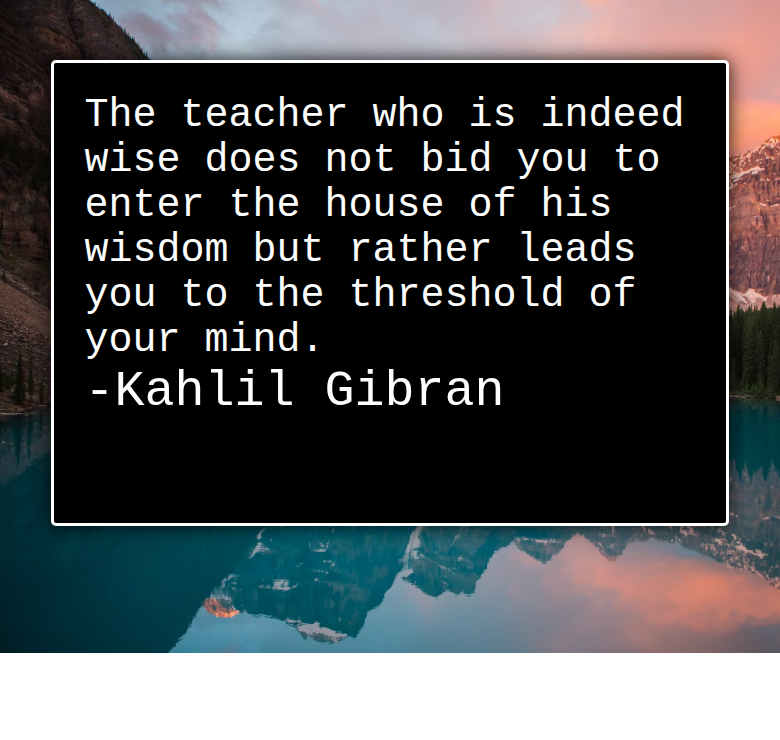 The teacher who is indeed
wise does not bid you to
enter the house of his
wisdom but rather leads
you to the threshold of
your mind.
-Kahlil Gibran